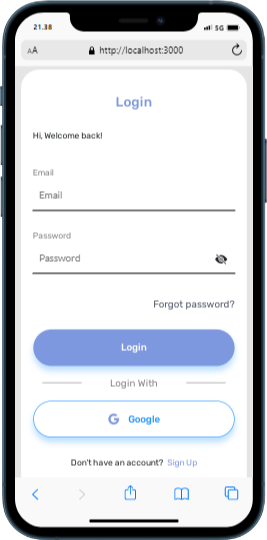 21.38
5G
AA
http://localhost:3000
Login
Hi, Welcome back!
Email
Email
Password
Password
Forgot password?
Login
Login With
G Google
Don't have an account? Sign Up